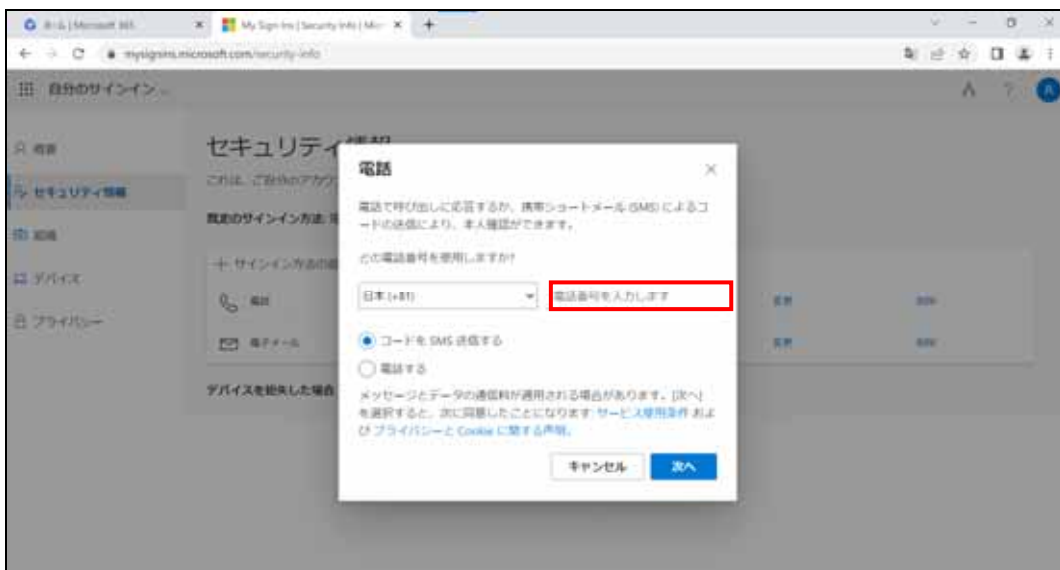 My Sign-Ins | Security Info | Micr
mysignins.microsoft.com/security-info
自分のサインイン
概要
セキュリティ情報
組織
デバイス
プライバシー
セキュリティ情報
これは、ご自分のアカウ
既定のサインイン方法:
サインイン方法の追
電話
変更
削除
電子メール
変更
削除
デバイスを紛失した場合
電話
電話で呼び出しに応答するか、携帯ショートメール (SMS) によるコ
ードの送信により、本人確認ができます。
どの電話番号を使用しますか?
日本 (+81)
電話番号を入力します
コードを SMS 送信する
電話する
メッセージとデータの通信料が適用される場合があります。[次へ]
を選択すると、次に同意したことになります: サービス使用条件 およ
び プライバシーと Cookie に関する声明。
キャンセル
次へ